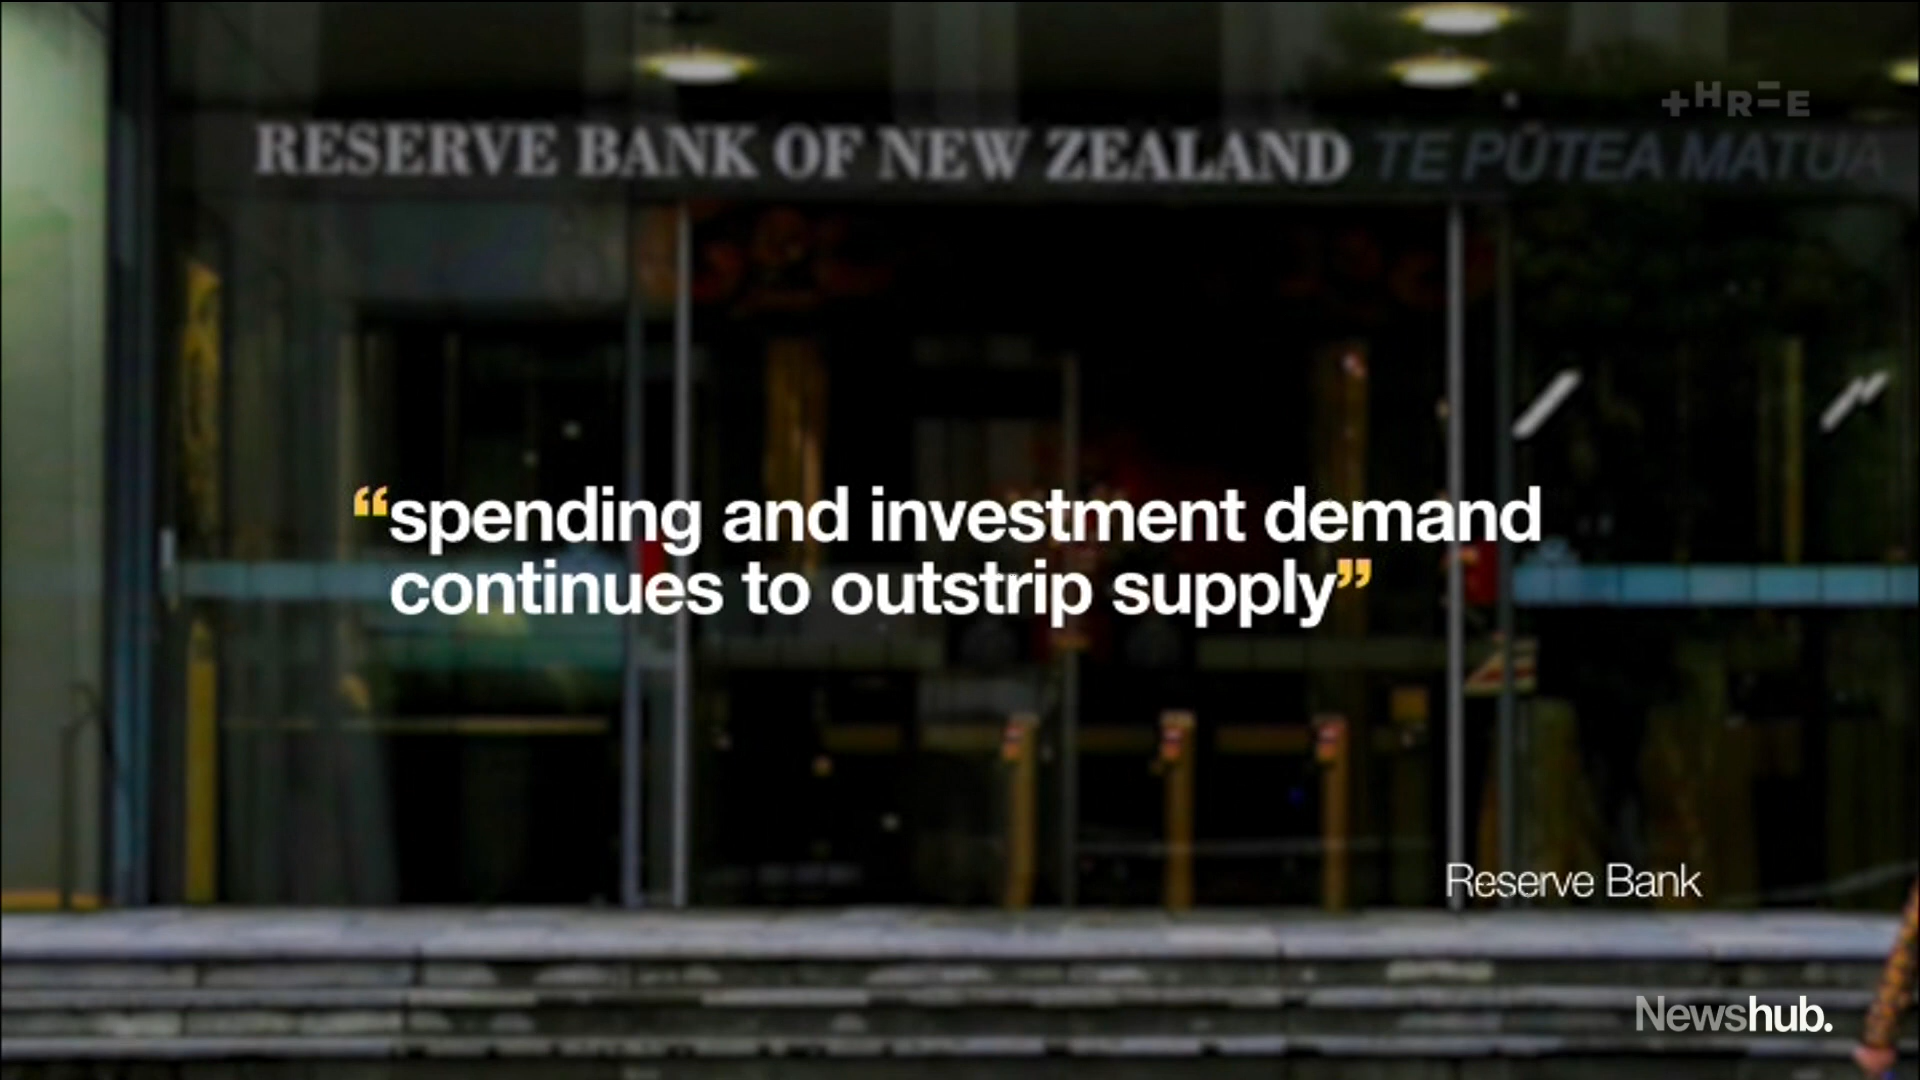 +HR=E
RESERVE BANK OF NEW ZEALAND TE PŪTEA MATUA
“spending and investment demand
continues to outstrip supply”
Reserve Bank
Newshub.